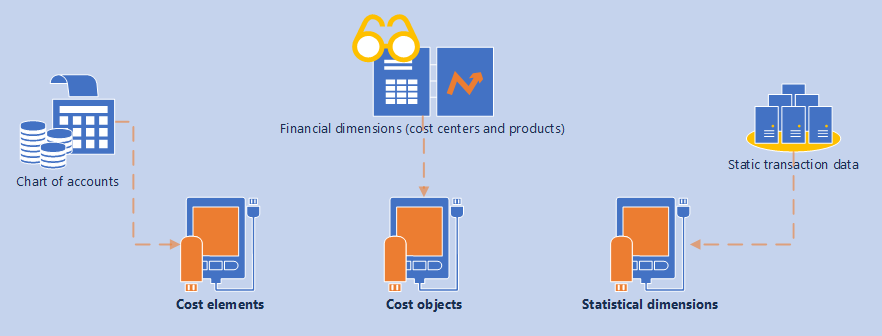 Financial dimensions (cost centers and products)
Static transaction data
Chart of accounts
Cost elements
Cost objects
Statistical dimensions